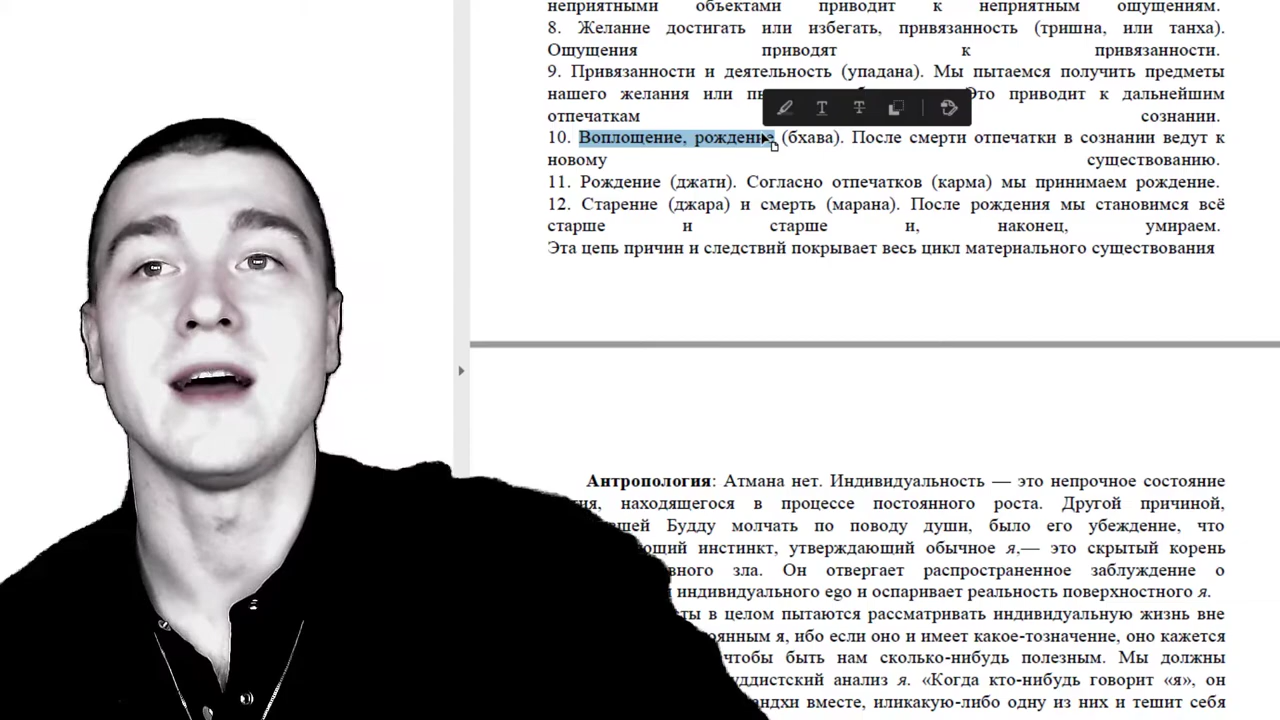 неприятными объектами приводит к неприятным ощущениям.
8. Желание достигать или избегать, привязанность (тришна, или танха).
Ощущения приводят к привязанности.
9. Привязанности и деятельность (упадана). Мы пытаемся получить предметы
нашего желания или Это приводит к дальнейшим
отпечаткам сознании.
10. Воплощение, рождение (бхава). После смерти отпечатки в сознании ведут к
новому существованию.
11. Рождение (джати). Согласно отпечатков (карма) мы принимаем рождение.
12. Старение (джара) и смерть (марана). После рождения мы становимся всё
старше и старше и, наконец, умираем.
Эта цепь причин и следствий покрывает весь цикл материального существования
Антропология: Атмана нет. Индивидуальность — это непрочное состояние
находящегося в процессе постоянного роста. Другой причиной,
Будду молчать по поводу души, было его убеждение, что
инстинкт, утверждающий обычное я,— это скрытый корень
зла. Он отвергает распространенное заблуждение о
индивидуального ego и оспаривает реальность поверхностного я.
в целом пытаются рассматривать индивидуальную жизнь вне
я, ибо если оно и имеет какое-тозначение, оно кажется
чтобы быть нам сколько-нибудь полезным. Мы должны
анализ я. «Когда кто-нибудь говорит «я», он
вместе, иликакую-либо одну из них и тешит себя